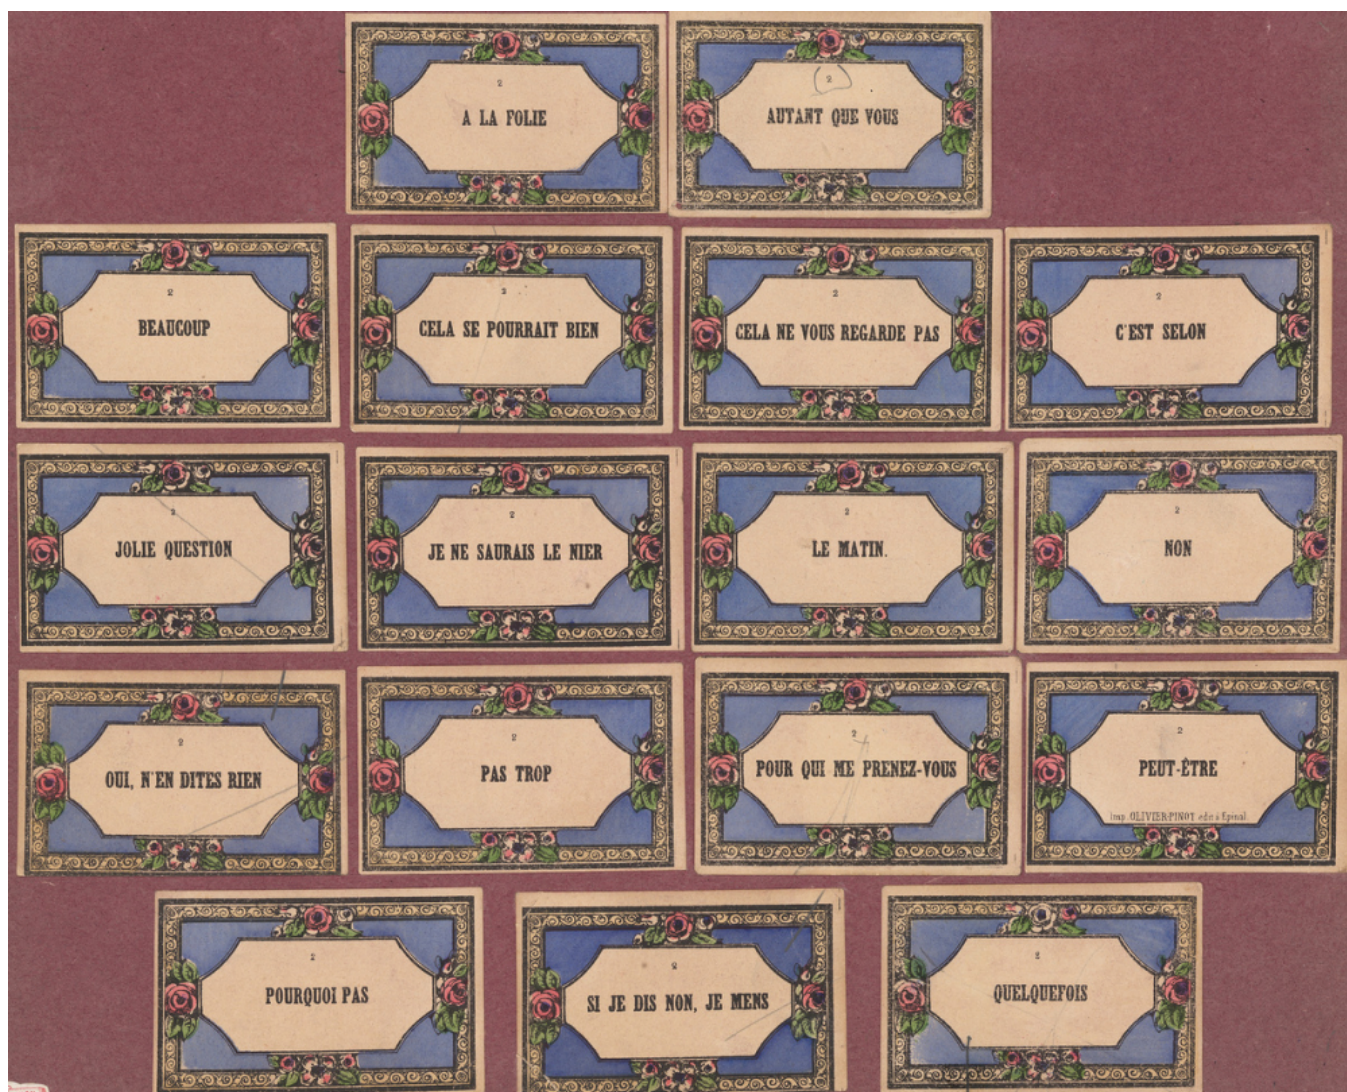 2
A LA FOLIE
2
AUTANT QUE VOUS
2
BEAUCOUP
3
CELA SE POURRAIT BIEN
2
CELA NE VOUS REGARDE PAS
2
C'EST SELON
2
JOLIE QUESTION
2
JE NE SAURAIS LE NIER
2
LE MATIN.
2
NON
2
OUI, N'EN DITES RIEN
2
PAS TROP
2
POUR QUI ME PRENEZ-VOUS
2
PEUT-ÊTRE
Imp. OLIVIER-PINOT édr à Epinal.
2
POURQUOI PAS
2
SI JE DIS NON, JE MENS
2
QUELQUEFOIS